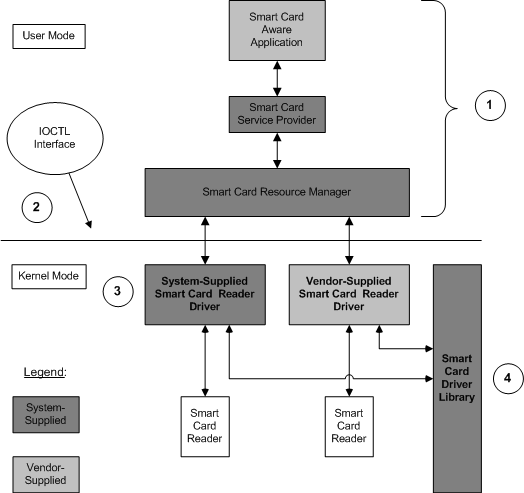 User Mode
Smart Card
Aware
Application
1
Smart Card
Service Provider
IOCTL
Interface
Smart Card Resource Manager
2
Kernel Mode
3
System-Supplied
Smart Card Reader
Driver
Vendor-Supplied
Smart Card Reader
Driver
Smart
Card
Driver
Library
4
Legend:
System-
Supplied
Smart
Card
Reader
Smart
Card
Reader
Vendor-
Supplied